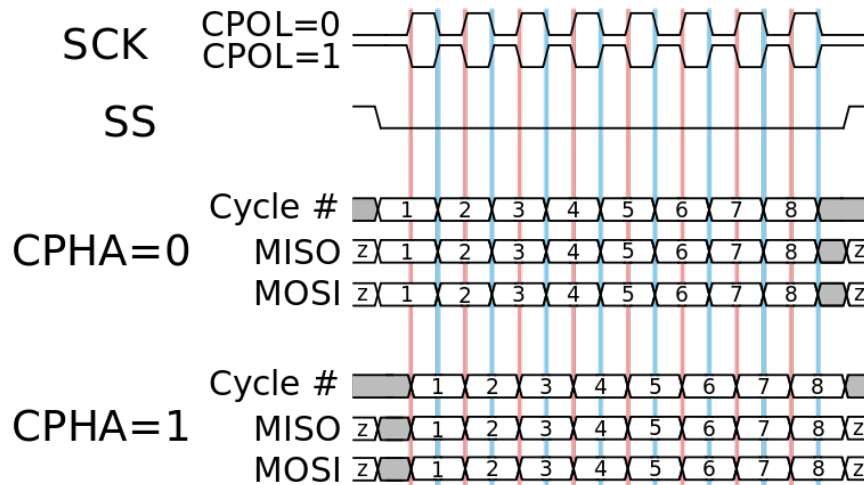 CPOL=0
SCK
CPOL=1
SS
Cycle # 1 2 3 4 5 6 7 8
CPHA=0
MISO z 1 2 3 4 5 6 7 8 z
MOSI z 1 2 3 4 5 6 7 8 z
Cycle # 1 2 3 4 5 6 7 8
CPHA=1
MISO z 1 2 3 4 5 6 7 8 z
MOSI z 1 2 3 4 5 6 7 8 z